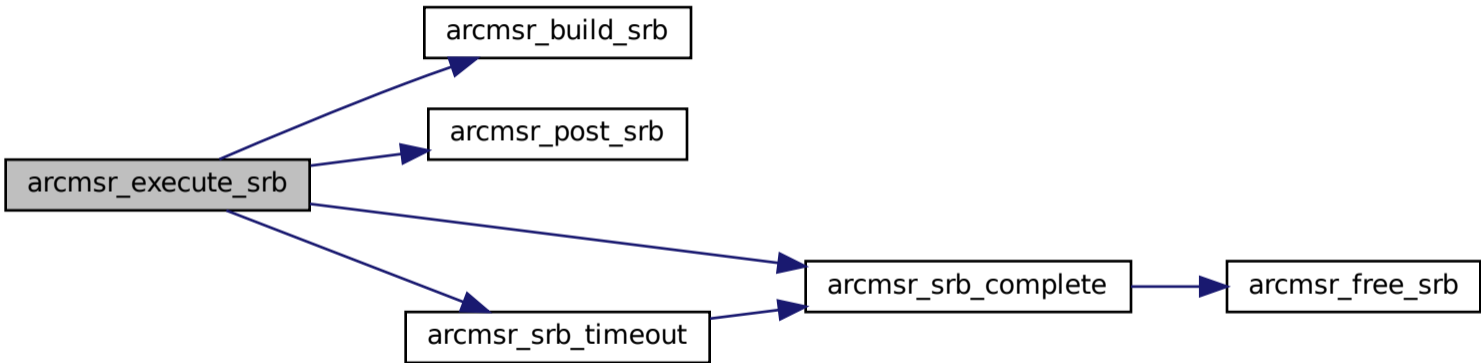 arcmsr_build_srb
arcmsr_post_srb
arcmsr_execute_srb
arcmsr_srb_complete
arcmsr_free_srb
arcmsr_srb_timeout